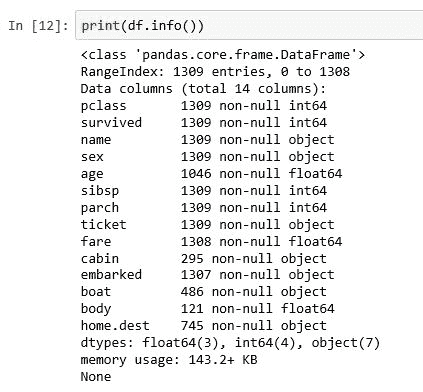 In [12]: print(df.info())
<class 'pandas.core.frame.DataFrame'>
RangeIndex: 1309 entries, 0 to 1308
Data columns (total 14 columns):
pclass       1309 non-null int64
survived     1309 non-null int64
name         1309 non-null object
sex          1309 non-null object
age          1046 non-null float64
sibsp        1309 non-null int64
parch        1309 non-null int64
ticket       1309 non-null object
fare         1308 non-null float64
cabin        295 non-null object
embarked     1307 non-null object
boat         486 non-null object
body         121 non-null float64
home.dest    745 non-null object
dtypes: float64(3), int64(4), object(7)
memory usage: 143.2+ KB
None